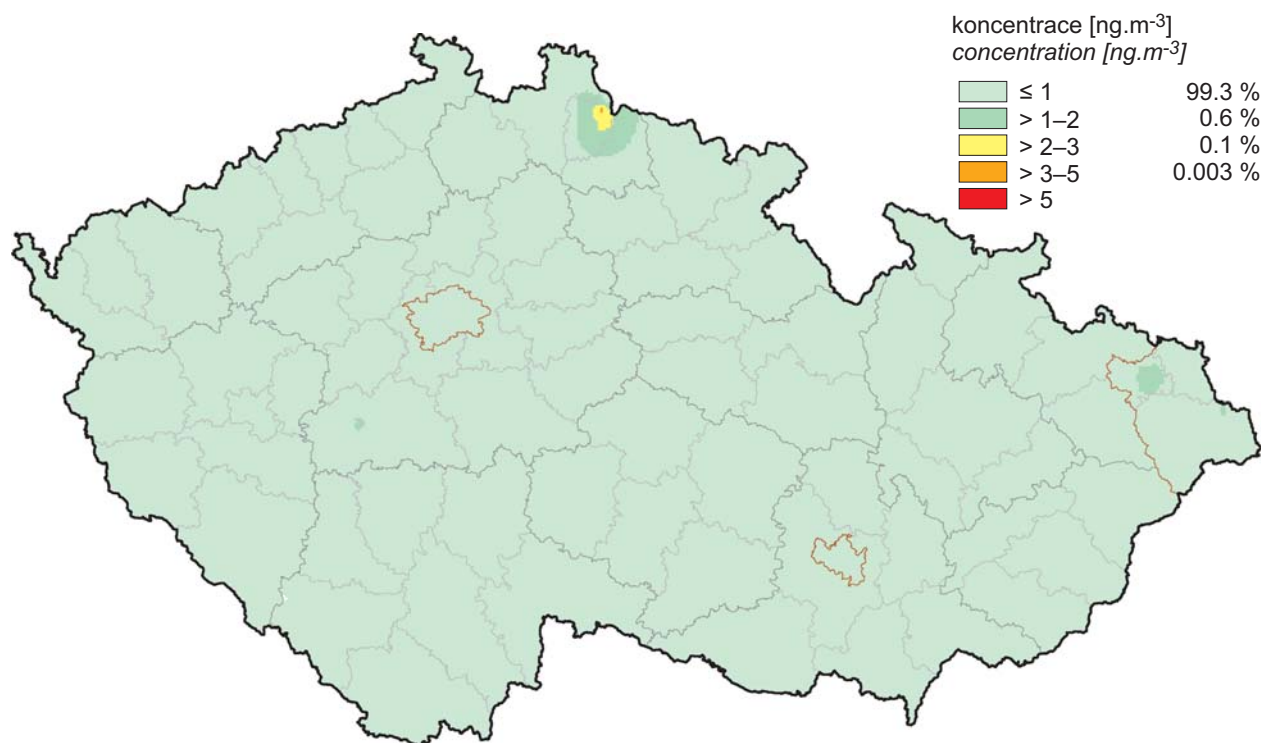 koncentrace [ng.m-3]
concentration [ng.m-3]
≤ 1 99.3 %
> 1–2 0.6 %
> 2–3 0.1 %
> 3–5 0.003 %
> 5